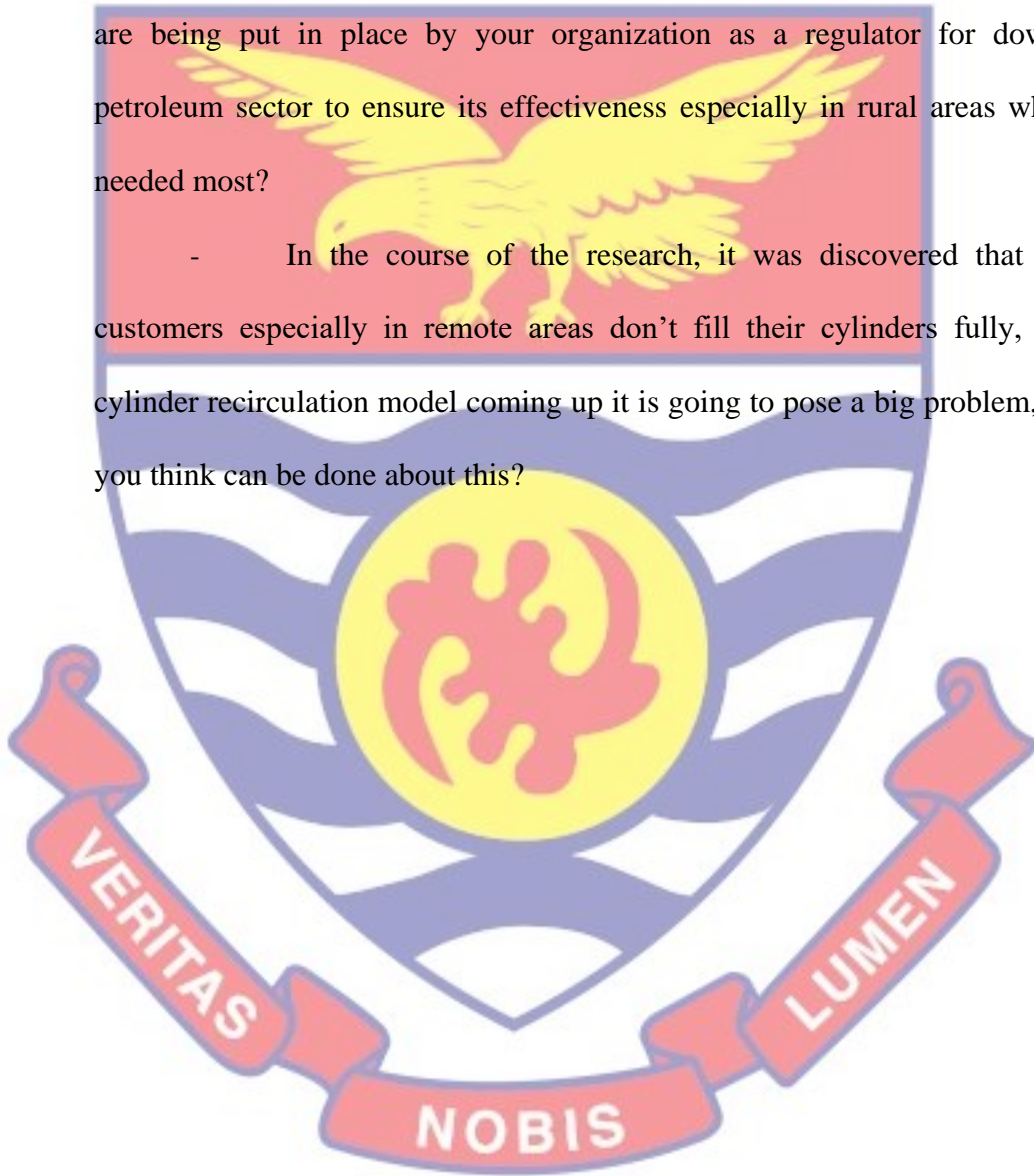 are being put in place by your organization as a regulator for
petroleum sector to ensure its effectiveness especially in rural areas
needed most?
- In the course of the research, it was discovered that
customers especially in remote areas don’t fill their cylinders fully,
cylinder recirculation model coming up it is going to pose a big problem,
you think can be done about this?
VERITAS
NOBIS
LUMEN